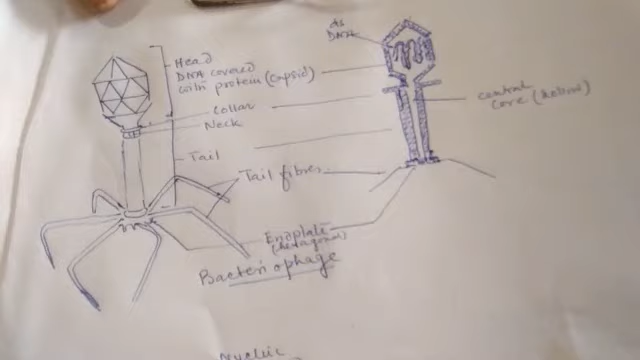 ds
DNA
Head
DNA covered
with protein (capsid)
Collar
Neck
central
core (hollow)
Tail
Tail fibres
Endplate
(hexagonal)
Bacteriophage